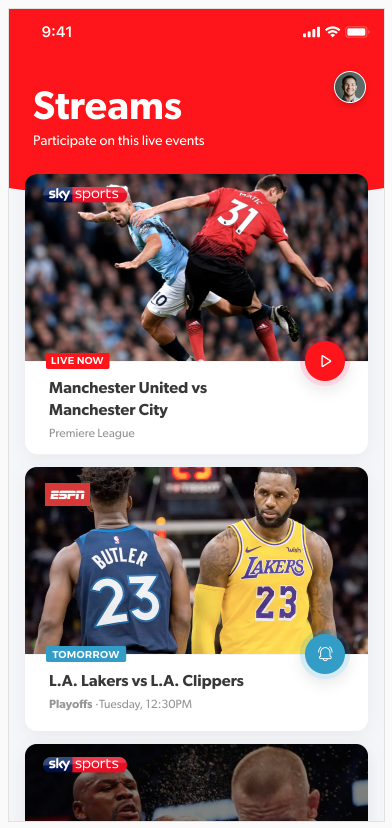 9:41
Streams
Participate on this live events
sky sports
31
10
LIVE NOW
Manchester United vs
Manchester City
Premiere League
ESPN
BUTLER
23
wish
LAKERS
23
TOMORROW
L.A. Lakers vs L.A. Clippers
Playoffs · Tuesday, 12:30PM
sky sports